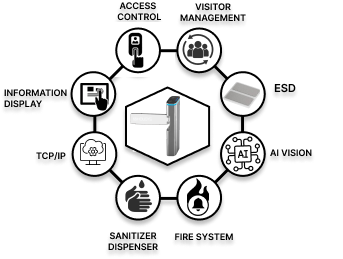 ACCESS
CONTROL
VISITOR
MANAGEMENT
INFORMATION
DISPLAY
ESD
TCP/IP
AI
AI VISION
SANITIZER
DISPENSER
FIRE SYSTEM